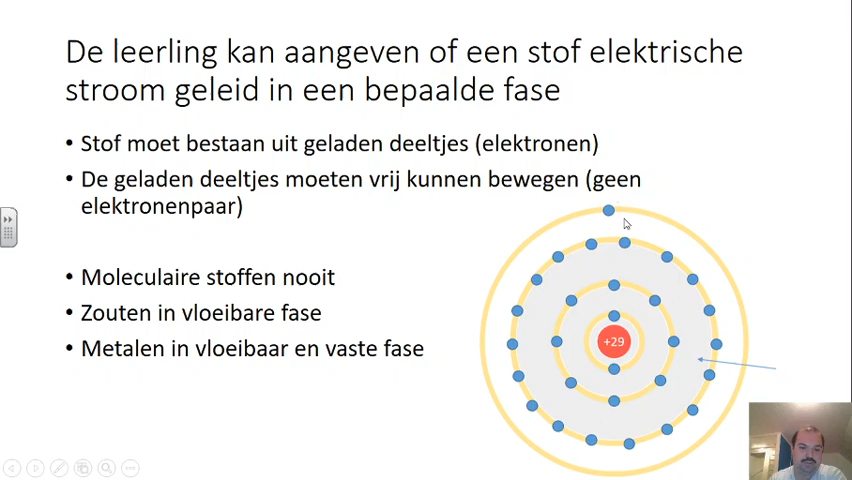 De leerling kan aangeven of een stof elektrische
stroom geleid in een bepaalde fase
• Stof moet bestaan uit geladen deeltjes (elektronen)
• De geladen deeltjes moeten vrij kunnen bewegen (geen
elektronenpaar)
• Moleculaire stoffen nooit
• Zouten in vloeibare fase
• Metalen in vloeibaar en vaste fase
+29